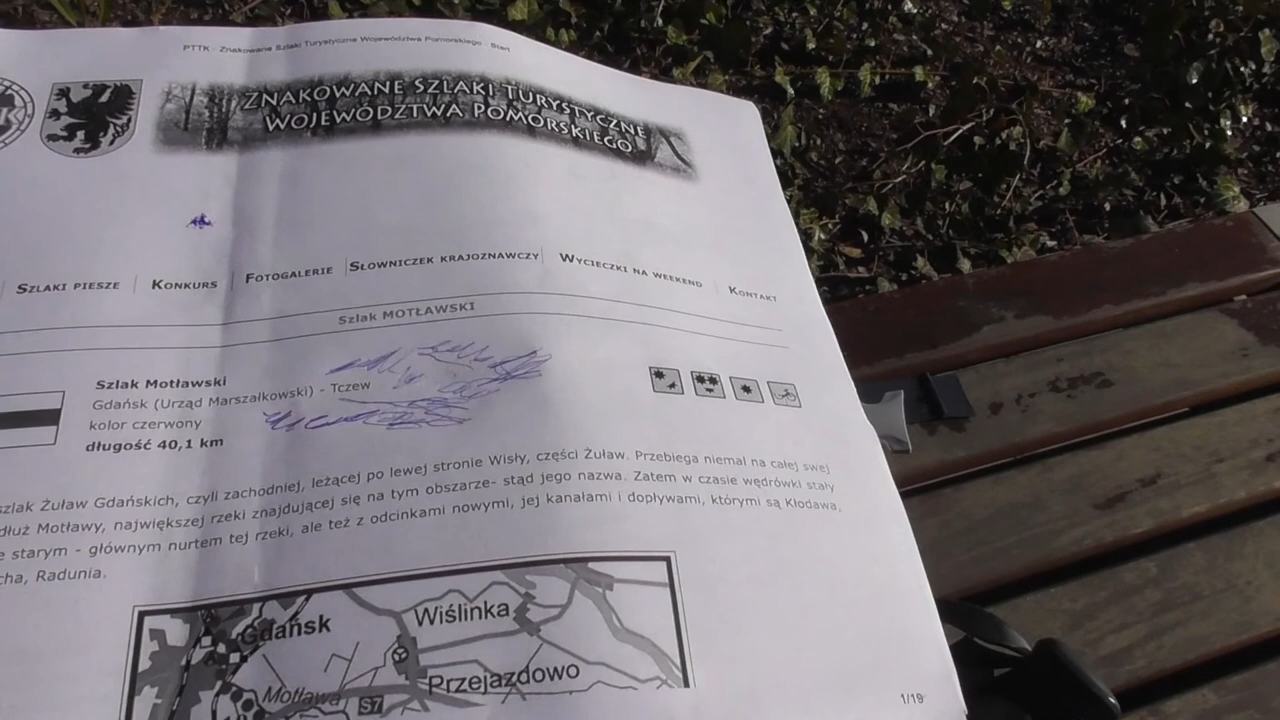 PTTK - Znakowane Szlaki Turystyczne Województwa Pomorskiego - Start
ZNAKOWANE SZLAKI TURYSTYCZNE
WOJEWÓDZTWA POMORSKIEGO
SZLAKI PIESZE | KONKURS | FOTOGALERIE | SŁOWNICZEK KRAJOZNAWCZY | WYCIECZKI NA WEEKEND | KONTAKT
Szlak MOTŁAWSKI
Szlak Motławski
Gdańsk (Urząd Marszałkowski) - Tczew
kolor czerwony
długość 40,1 km
szlak Żuław Gdańskich, czyli zachodniej, leżącej po lewej stronie Wisły, części Żuław. Przebiega niemal na całej swej
dłuż Motławy, największej rzeki znajdującej się na tym obszarze- stąd jego nazwa. Zatem w czasie wędrówki stały
e starym - głównym nurtem tej rzeki, ale też z odcinkami nowymi, jej kanałami i dopływami, którymi są Kłodawa,
cha, Radunia.
Gdańsk
Wiślinka
Przejazdowo
Motława
S7
1/19